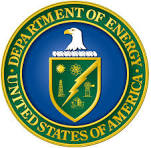 DEPARTMENT OF ENERGY
UNITED STATES OF AMERICA